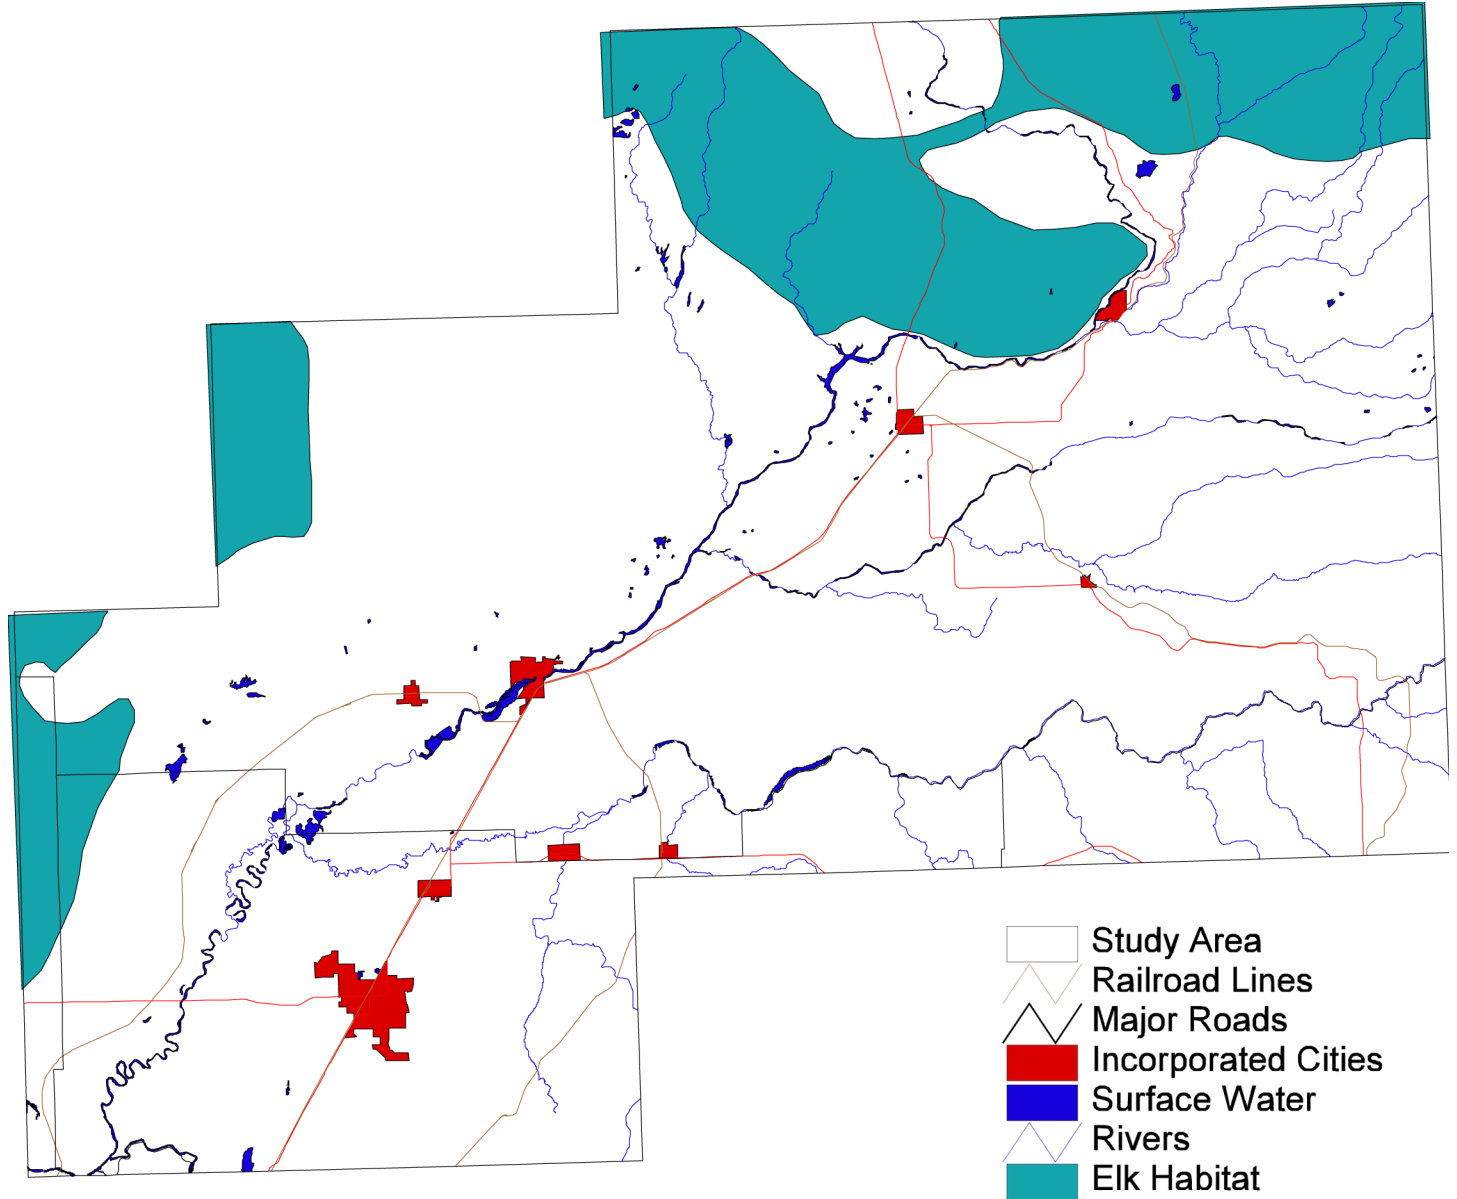 Study Area
Railroad Lines
Major Roads
Incorporated Cities
Surface Water
Rivers
Elk Habitat